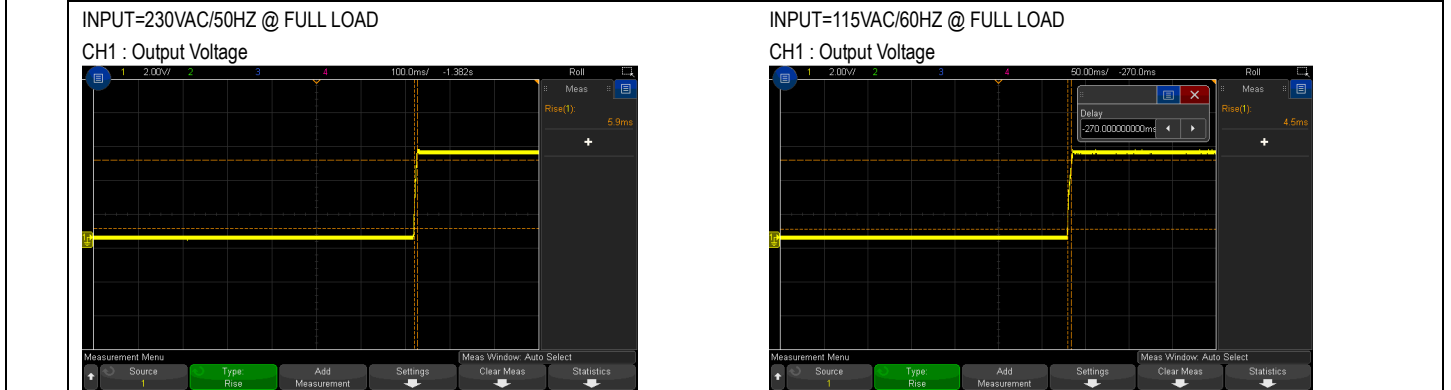 INPUT=230VAC/50HZ @ FULL LOAD
CH1 : Output Voltage
1 2.00V/ 2 3 4 100.0ms/ -1.382s Roll
Meas
Rise(1):
5.9ms
+
Measurement Menu
Meas Window: Auto Select
Source
1
Type:
Rise
Add
Measurement
Settings
Clear Meas
Statistics
INPUT=115VAC/60HZ @ FULL LOAD
CH1 : Output Voltage
1 2.00V/ 2 3 4 50.00ms/ -270.0ms Roll
Delay
-270.000000000ms
Meas
Rise(1):
4.5ms
+
Measurement Menu
Meas Window: Auto Select
Source
1
Type:
Rise
Add
Measurement
Settings
Clear Meas
Statistics